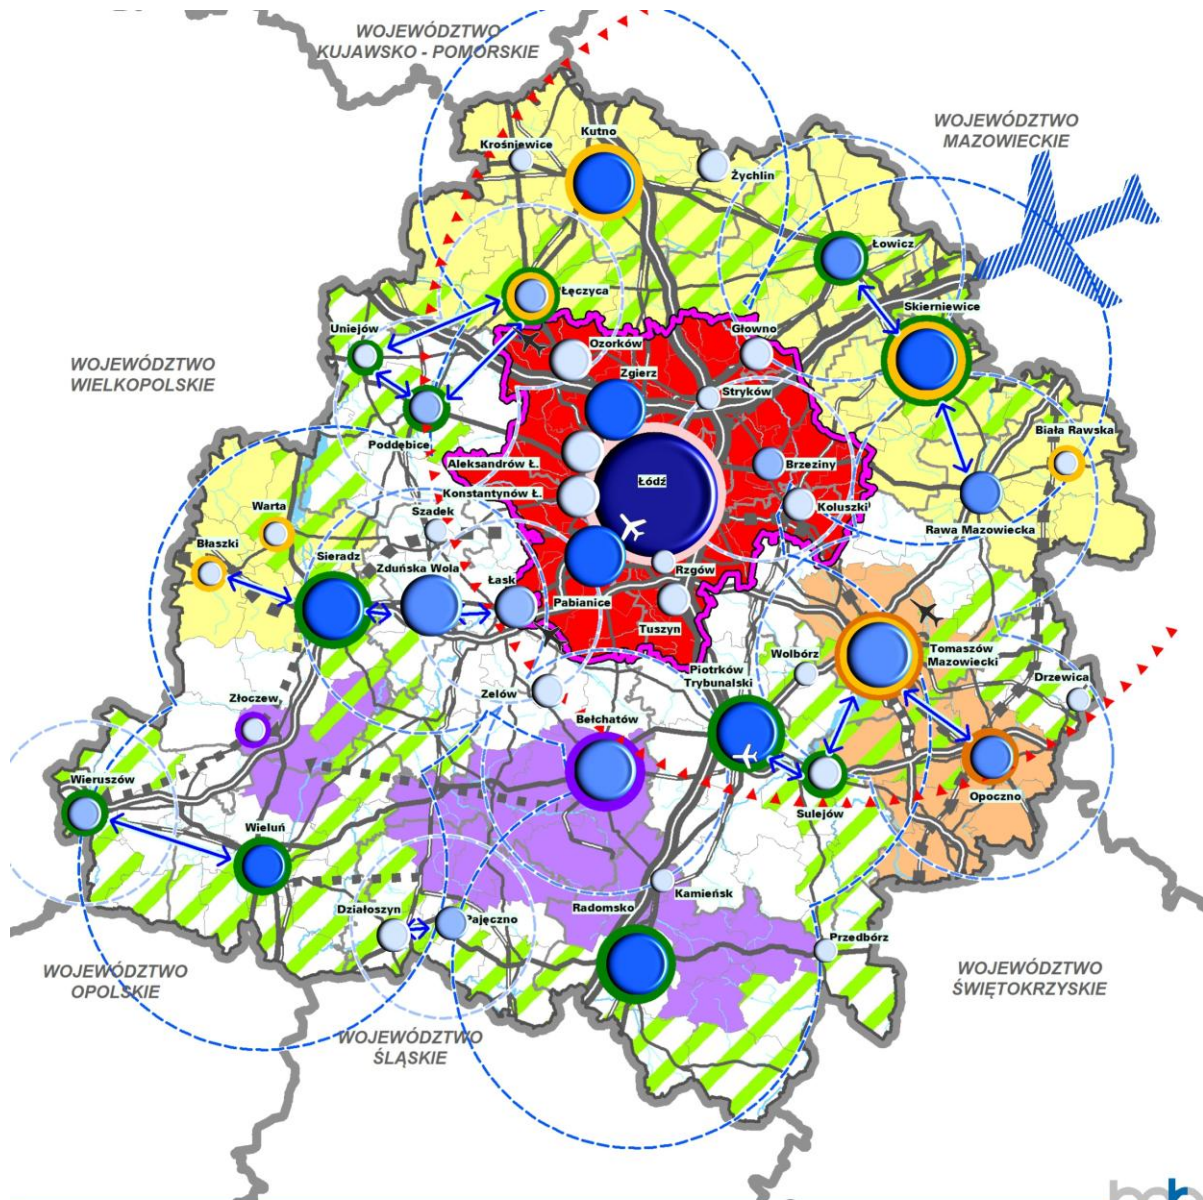 WOJEWÓDZTWO
KUJAWSKO - POMORSKIE
WOJEWÓDZTWO
MAZOWIECKIE
Kutno
Krośniewice
Żychlin
Łowicz
Łęczyca
Skierniewice
Uniejów
Głowno
Ozorków
WOJEWÓDZTWO
WIELKOPOLSKIE
Zgierz
Stryków
Biała Rawska
Poddębice
Aleksandrów Ł.
Brzeziny
Łódź
Konstantynów Ł.
Warta
Szadek
Koluszki
Rawa Mazowiecka
Błaszki
Sieradz
Zduńska Wola
Łask
Rzgów
Pabianice
Tuszyn
Wolbórz
Tomaszów
Mazowiecki
Piotrków
Trybunalski
Drzewica
Złoczew
Zelów
Bełchatów
Wieruszów
Opoczno
Sulejów
Wieluń
Kamieńsk
Działoszyn
Pajęczno
Radomsko
Przedbórz
WOJEWÓDZTWO
OPOLSKIE
WOJEWÓDZTWO
ŚWIĘTOKRZYSKIE
WOJEWÓDZTWO
ŚLĄSKIE